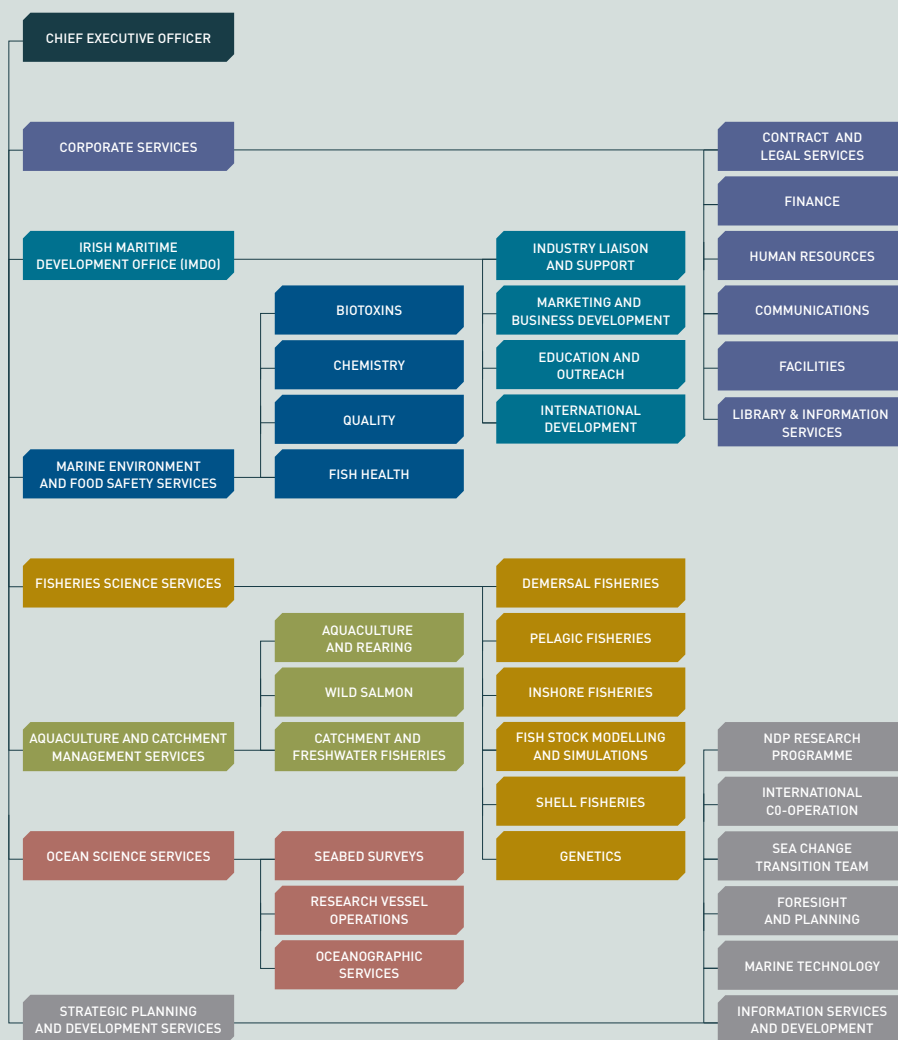 CHIEF EXECUTIVE OFFICER
CORPORATE SERVICES
CONTRACT AND
LEGAL SERVICES
FINANCE
HUMAN RESOURCES
COMMUNICATIONS
FACILITIES
LIBRARY & INFORMATION
SERVICES
IRISH MARITIME
DEVELOPMENT OFFICE (IMDO)
INDUSTRY LIAISON
AND SUPPORT
MARKETING AND
BUSINESS DEVELOPMENT
EDUCATION AND
OUTREACH
INTERNATIONAL
DEVELOPMENT
MARINE ENVIRONMENT
AND FOOD SAFETY SERVICES
BIOTOXINS
CHEMISTRY
QUALITY
FISH HEALTH
FISHERIES SCIENCE SERVICES
DEMERSAL FISHERIES
PELAGIC FISHERIES
INSHORE FISHERIES
FISH STOCK MODELLING
AND SIMULATIONS
SHELL FISHERIES
GENETICS
AQUACULTURE AND CATCHMENT
MANAGEMENT SERVICES
AQUACULTURE
AND REARING
WILD SALMON
CATCHMENT AND
FRESHWATER FISHERIES
OCEAN SCIENCE SERVICES
SEABED SURVEYS
RESEARCH VESSEL
OPERATIONS
OCEANOGRAPHIC
SERVICES
STRATEGIC PLANNING
AND DEVELOPMENT SERVICES
NDP RESEARCH
PROGRAMME
INTERNATIONAL
C0-OPERATION
SEA CHANGE
TRANSITION TEAM
FORESIGHT
AND PLANNING
MARINE TECHNOLOGY
INFORMATION SERVICES
AND DEVELOPMENT